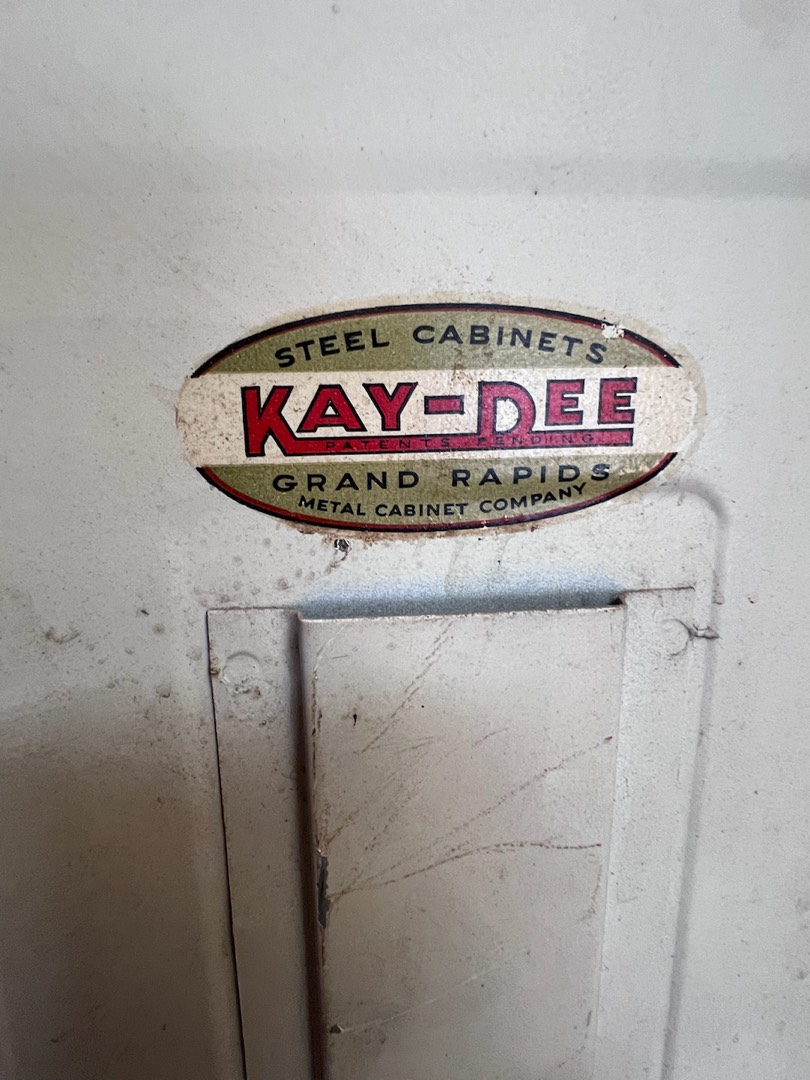 STEEL CABINETS
KAY-DEE
PATENTS PENDING
GRAND RAPIDS
METAL CABINET COMPANY